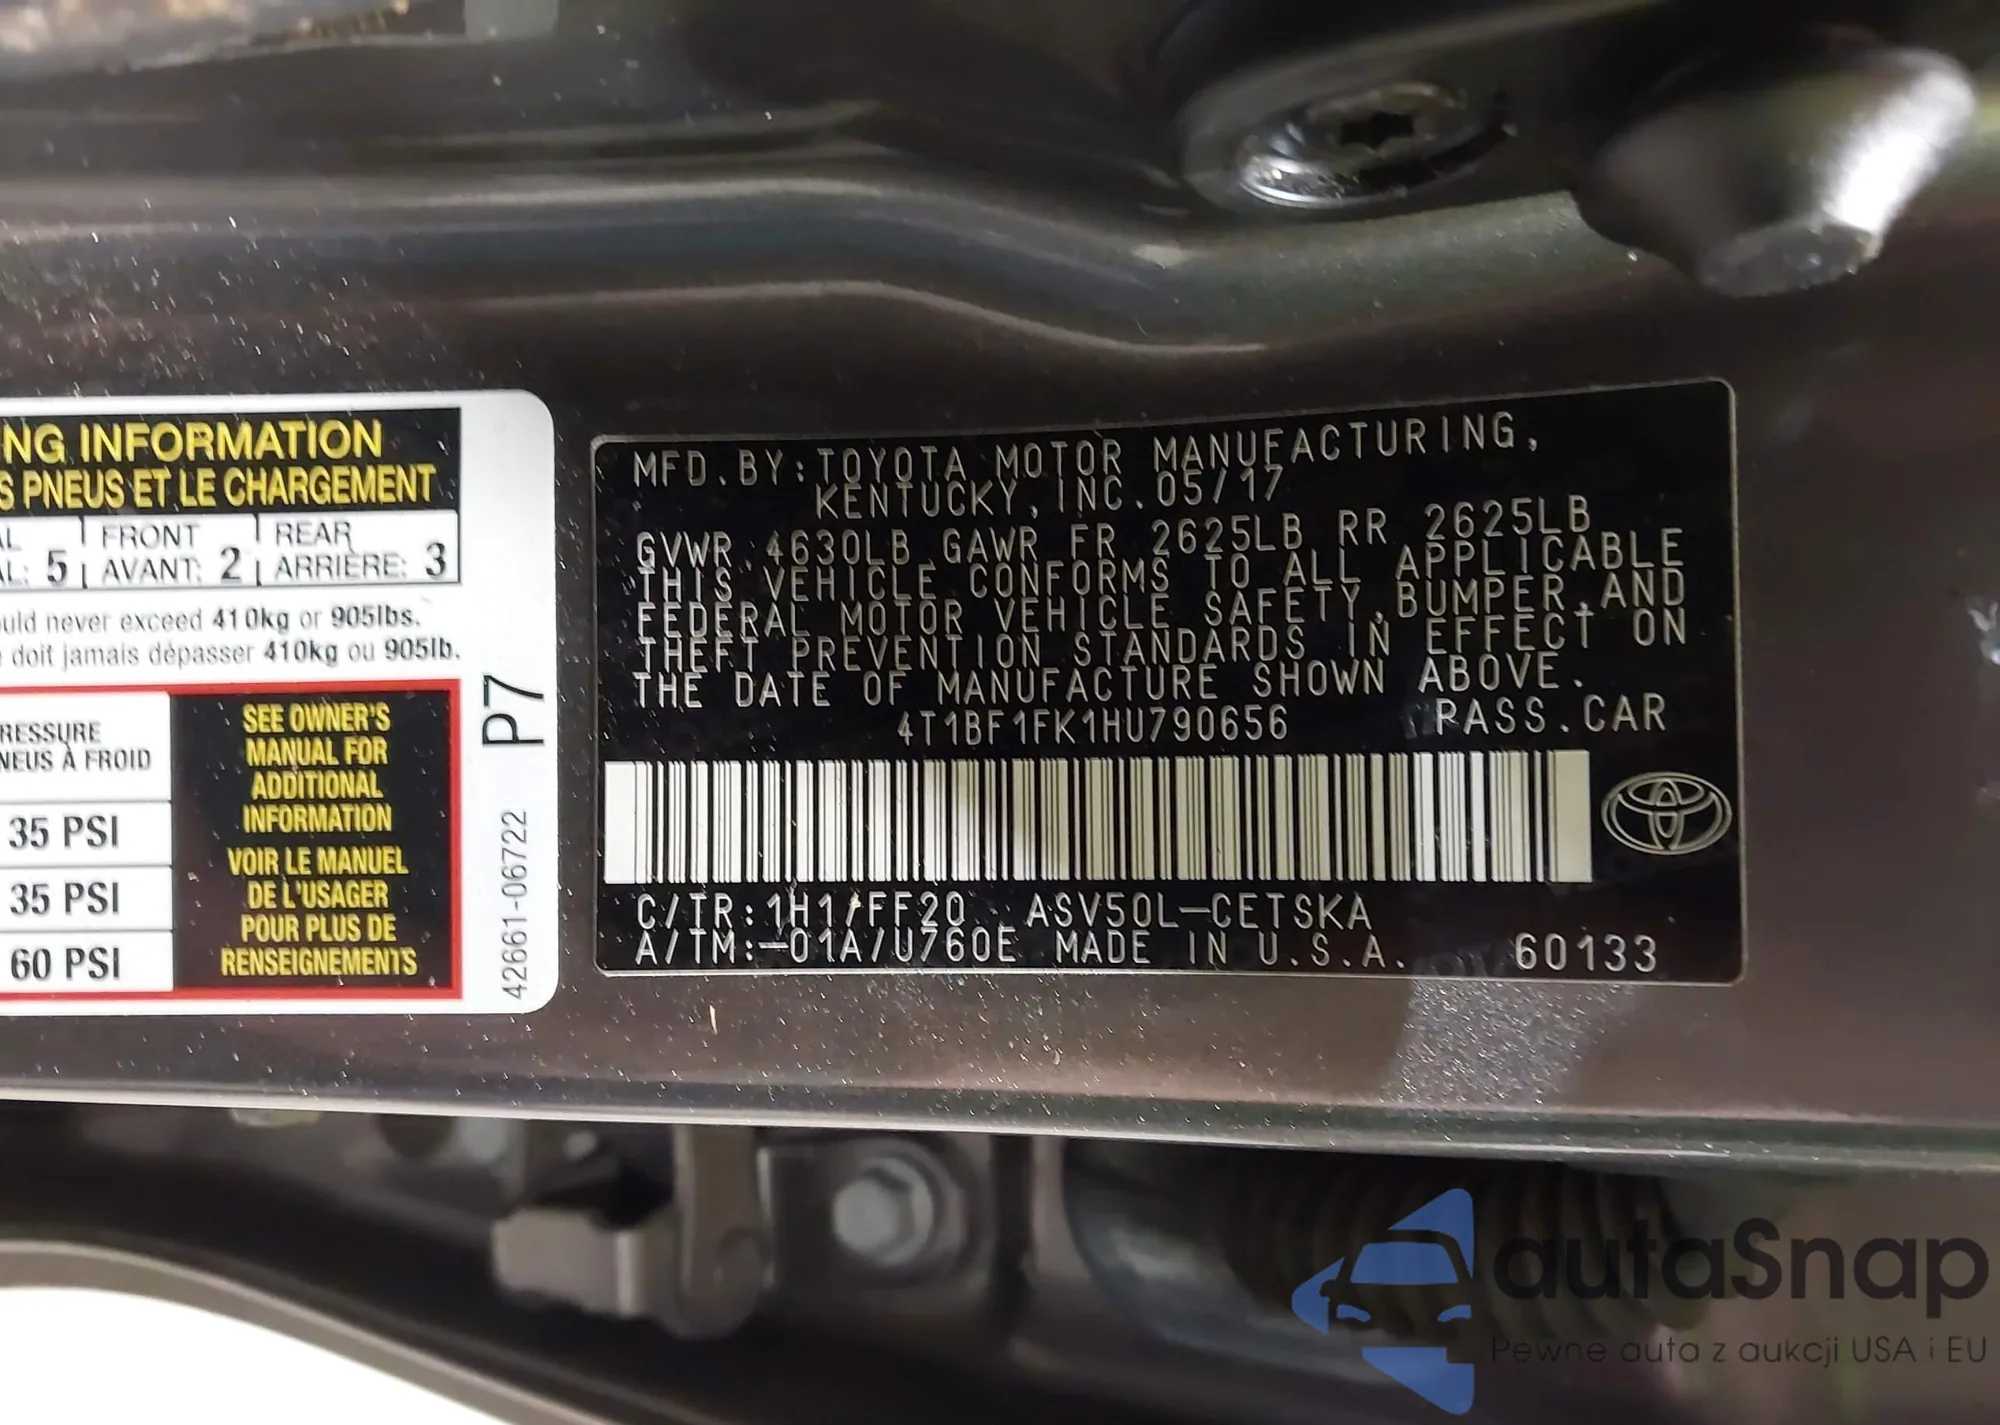 NG INFORMATION
S PNEUS ET LE CHARGEMENT
AL FRONT REAR
AL: 5 AVANT: 2 ARRIÈRE: 3
uld never exceed 410kg or 905lbs.
doit jamais dépasser 410kg ou 905lb.
RESSURE
NEUS À FROID
35 PSI
35 PSI
60 PSI
SEE OWNER'S
MANUAL FOR
ADDITIONAL
INFORMATION
VOIR LE MANUEL
DE L'USAGER
POUR PLUS DE
RENSEIGNEMENTS
P7
42661-06722
MFD.BY:TOYOTA MOTOR MANUFACTURING,
KENTUCKY,INC.05/17
GVWR 4630LB GAWR FR 2625LB RR 2625LB
THIS VEHICLE CONFORMS TO ALL APPLICABLE
FEDERAL MOTOR VEHICLE SAFETY,BUMPER,AND
THEFT PREVENTION STANDARDS IN EFFECT ON
THE DATE OF MANUFACTURE SHOWN ABOVE.
4T1BF1FK1HU790656 PASS.CAR
C/TR:1H1/FF20 ASV50L-CETSKA
A/TM:-01A/U760E MADE IN U.S.A. 60133
autaSnap
Pewne auta z aukcji USA i EU